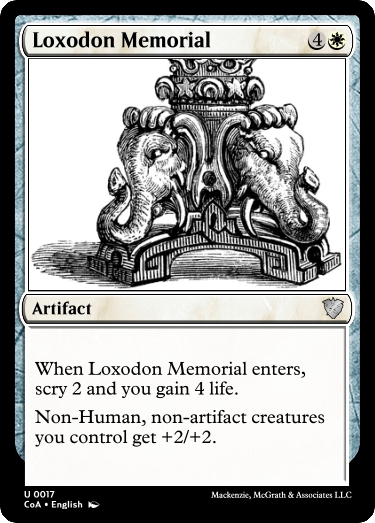 Loxodon Memorial 4
Artifact
When Loxodon Memorial enters,
scry 2 and you gain 4 life.
Non-Human, non-artifact creatures
you control get +2/+2.
U 0017
CoA • English
Mackenzie, McGrath & Associates LLC